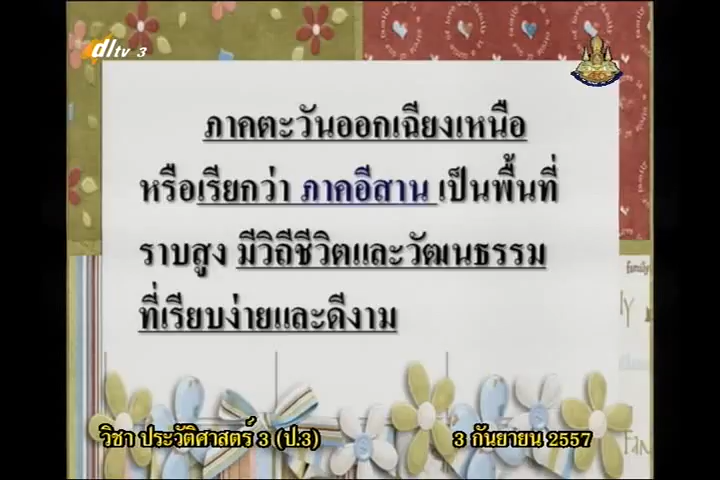 dltv 3
ภาคตะวันออกเฉียงเหนือ
หรือเรียกว่า ภาคอีสาน เป็นพื้นที่
ราบสูง มีวิถีชีวิตและวัฒนธรรม
ที่เรียบง่ายและดีงาม
family
วิชา ประวัติศาสตร์ 3 (ป.3)
3 กันยายน 2557